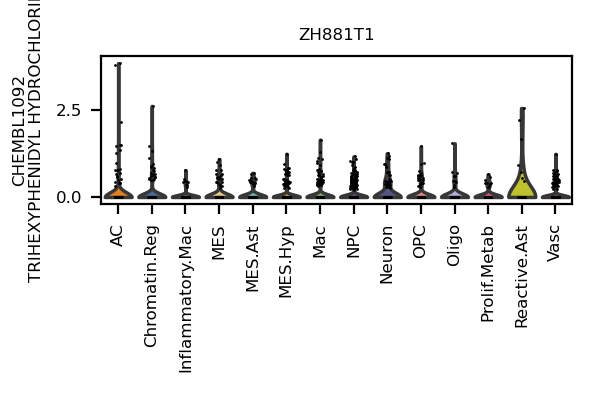 ZH881T1
CHEMBL1092
TRIHEXYPHENIDYL
2.5
0.0
AC
Chromatin.Reg
Inflammatory.Mac
MES
MES.Ast
MES.Hyp
Mac
NPC
Neuron
OPC
Oligo
Prolif.Metab
Reactive.Ast
Vasc